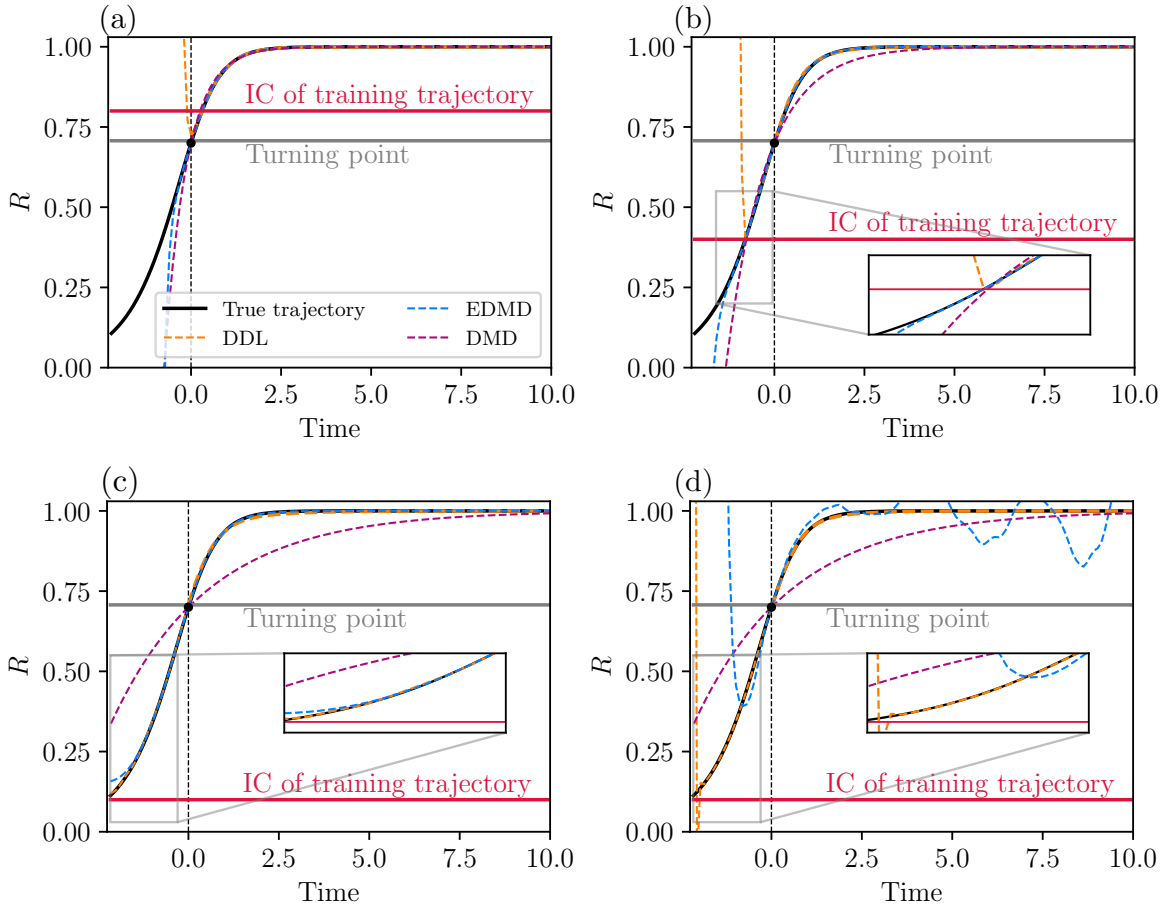 (a)
1.00
0.75
0.50
0.25
0.00
R
IC of training trajectory
Turning point
True trajectory
DDL
EDMD
DMD
0.0 2.5 5.0 7.5 10.0
Time
(b)
1.00
0.75
0.50
0.25
0.00
R
Turning point
IC of training trajectory
0.0 2.5 5.0 7.5 10.0
Time
(c)
1.00
0.75
0.50
0.25
0.00
R
Turning point
IC of training trajectory
0.0 2.5 5.0 7.5 10.0
Time
(d)
1.00
0.75
0.50
0.25
0.00
R
Turning point
IC of training trajectory
0.0 2.5 5.0 7.5 10.0
Time